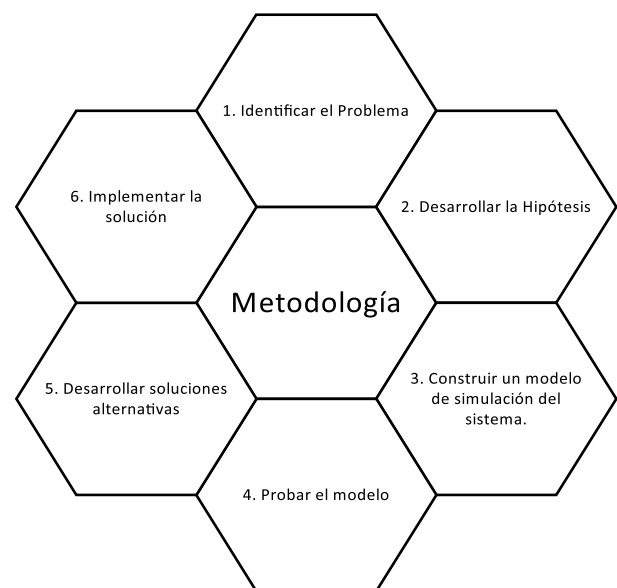 1. Identificar el Problema
2. Desarrollar la Hipótesis
3. Construir un modelo
de simulación del
sistema.
4. Probar el modelo
5. Desarrollar soluciones
alternativas
6. Implementar la
solución
Metodología